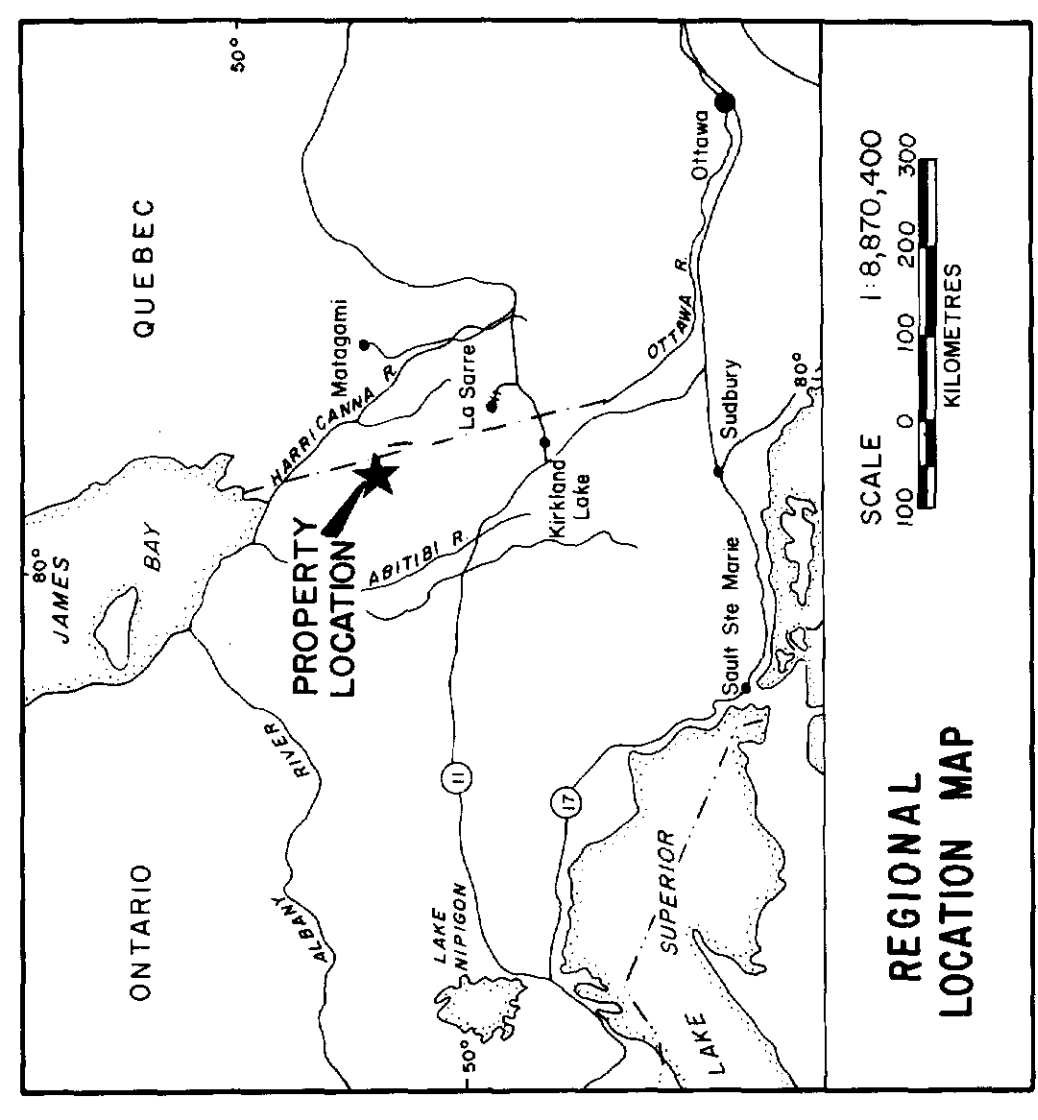 ONTARIO
QUEBEC
80°
50°
JAMES
BAY
ALBANY RIVER
HARRICANNA R.
Matagami
PROPERTY
LOCATION
ABITIBI R.
La Sarre
LAKE
NIPIGON
11
50°
Kirkland
Lake
17
OTTAWA R.
Ottawa
LAKE SUPERIOR
Sault Ste Marie
Sudbury
80°
REGIONAL
LOCATION MAP
SCALE 1:8,870,400
100 0 100 200 300
KILOMETRES